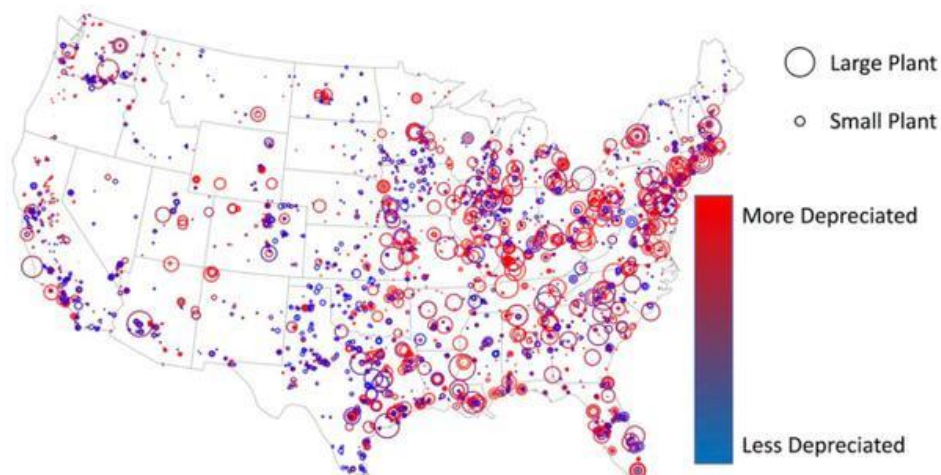 Large Plant
Small Plant
More Depreciated
Less Depreciated